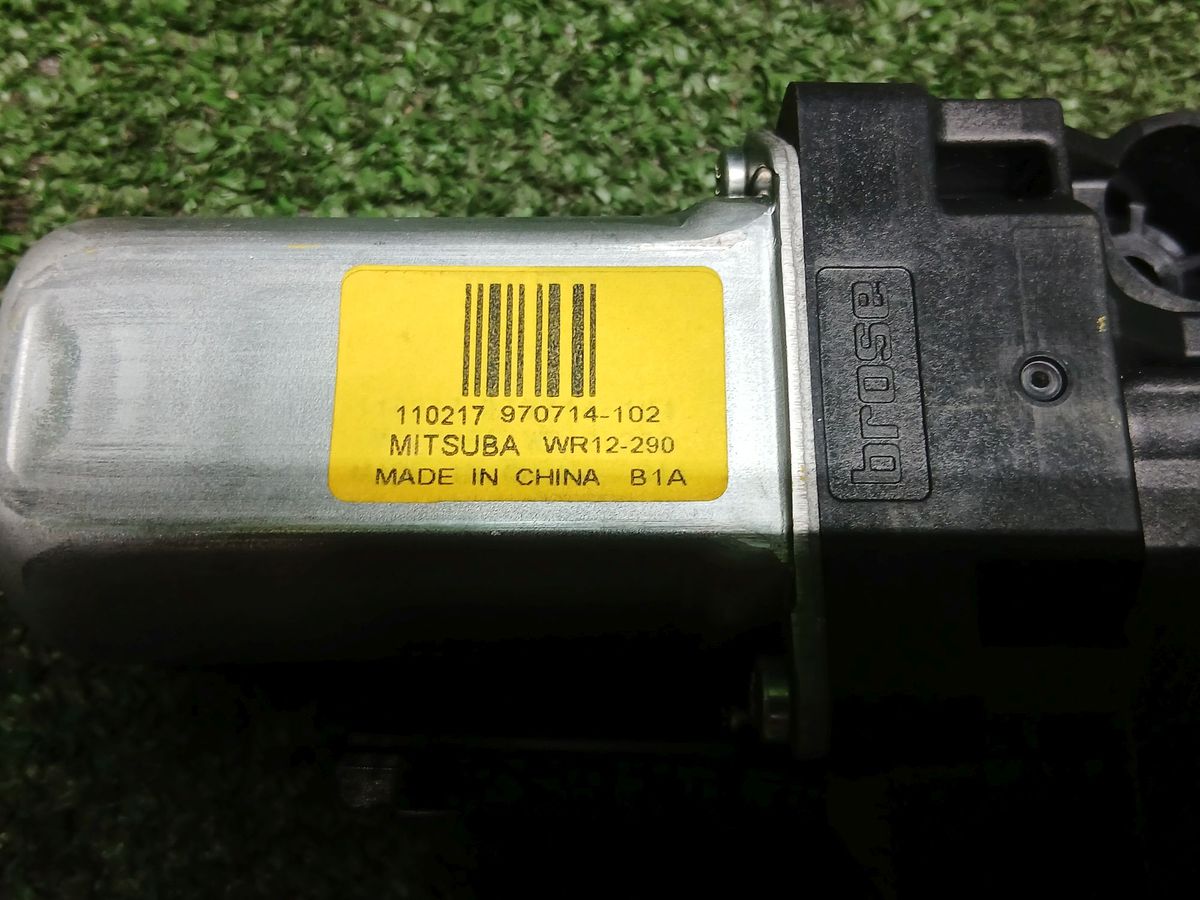 110217 970714-102
MITSUBA WR12-290
MADE IN CHINA B1A
brose